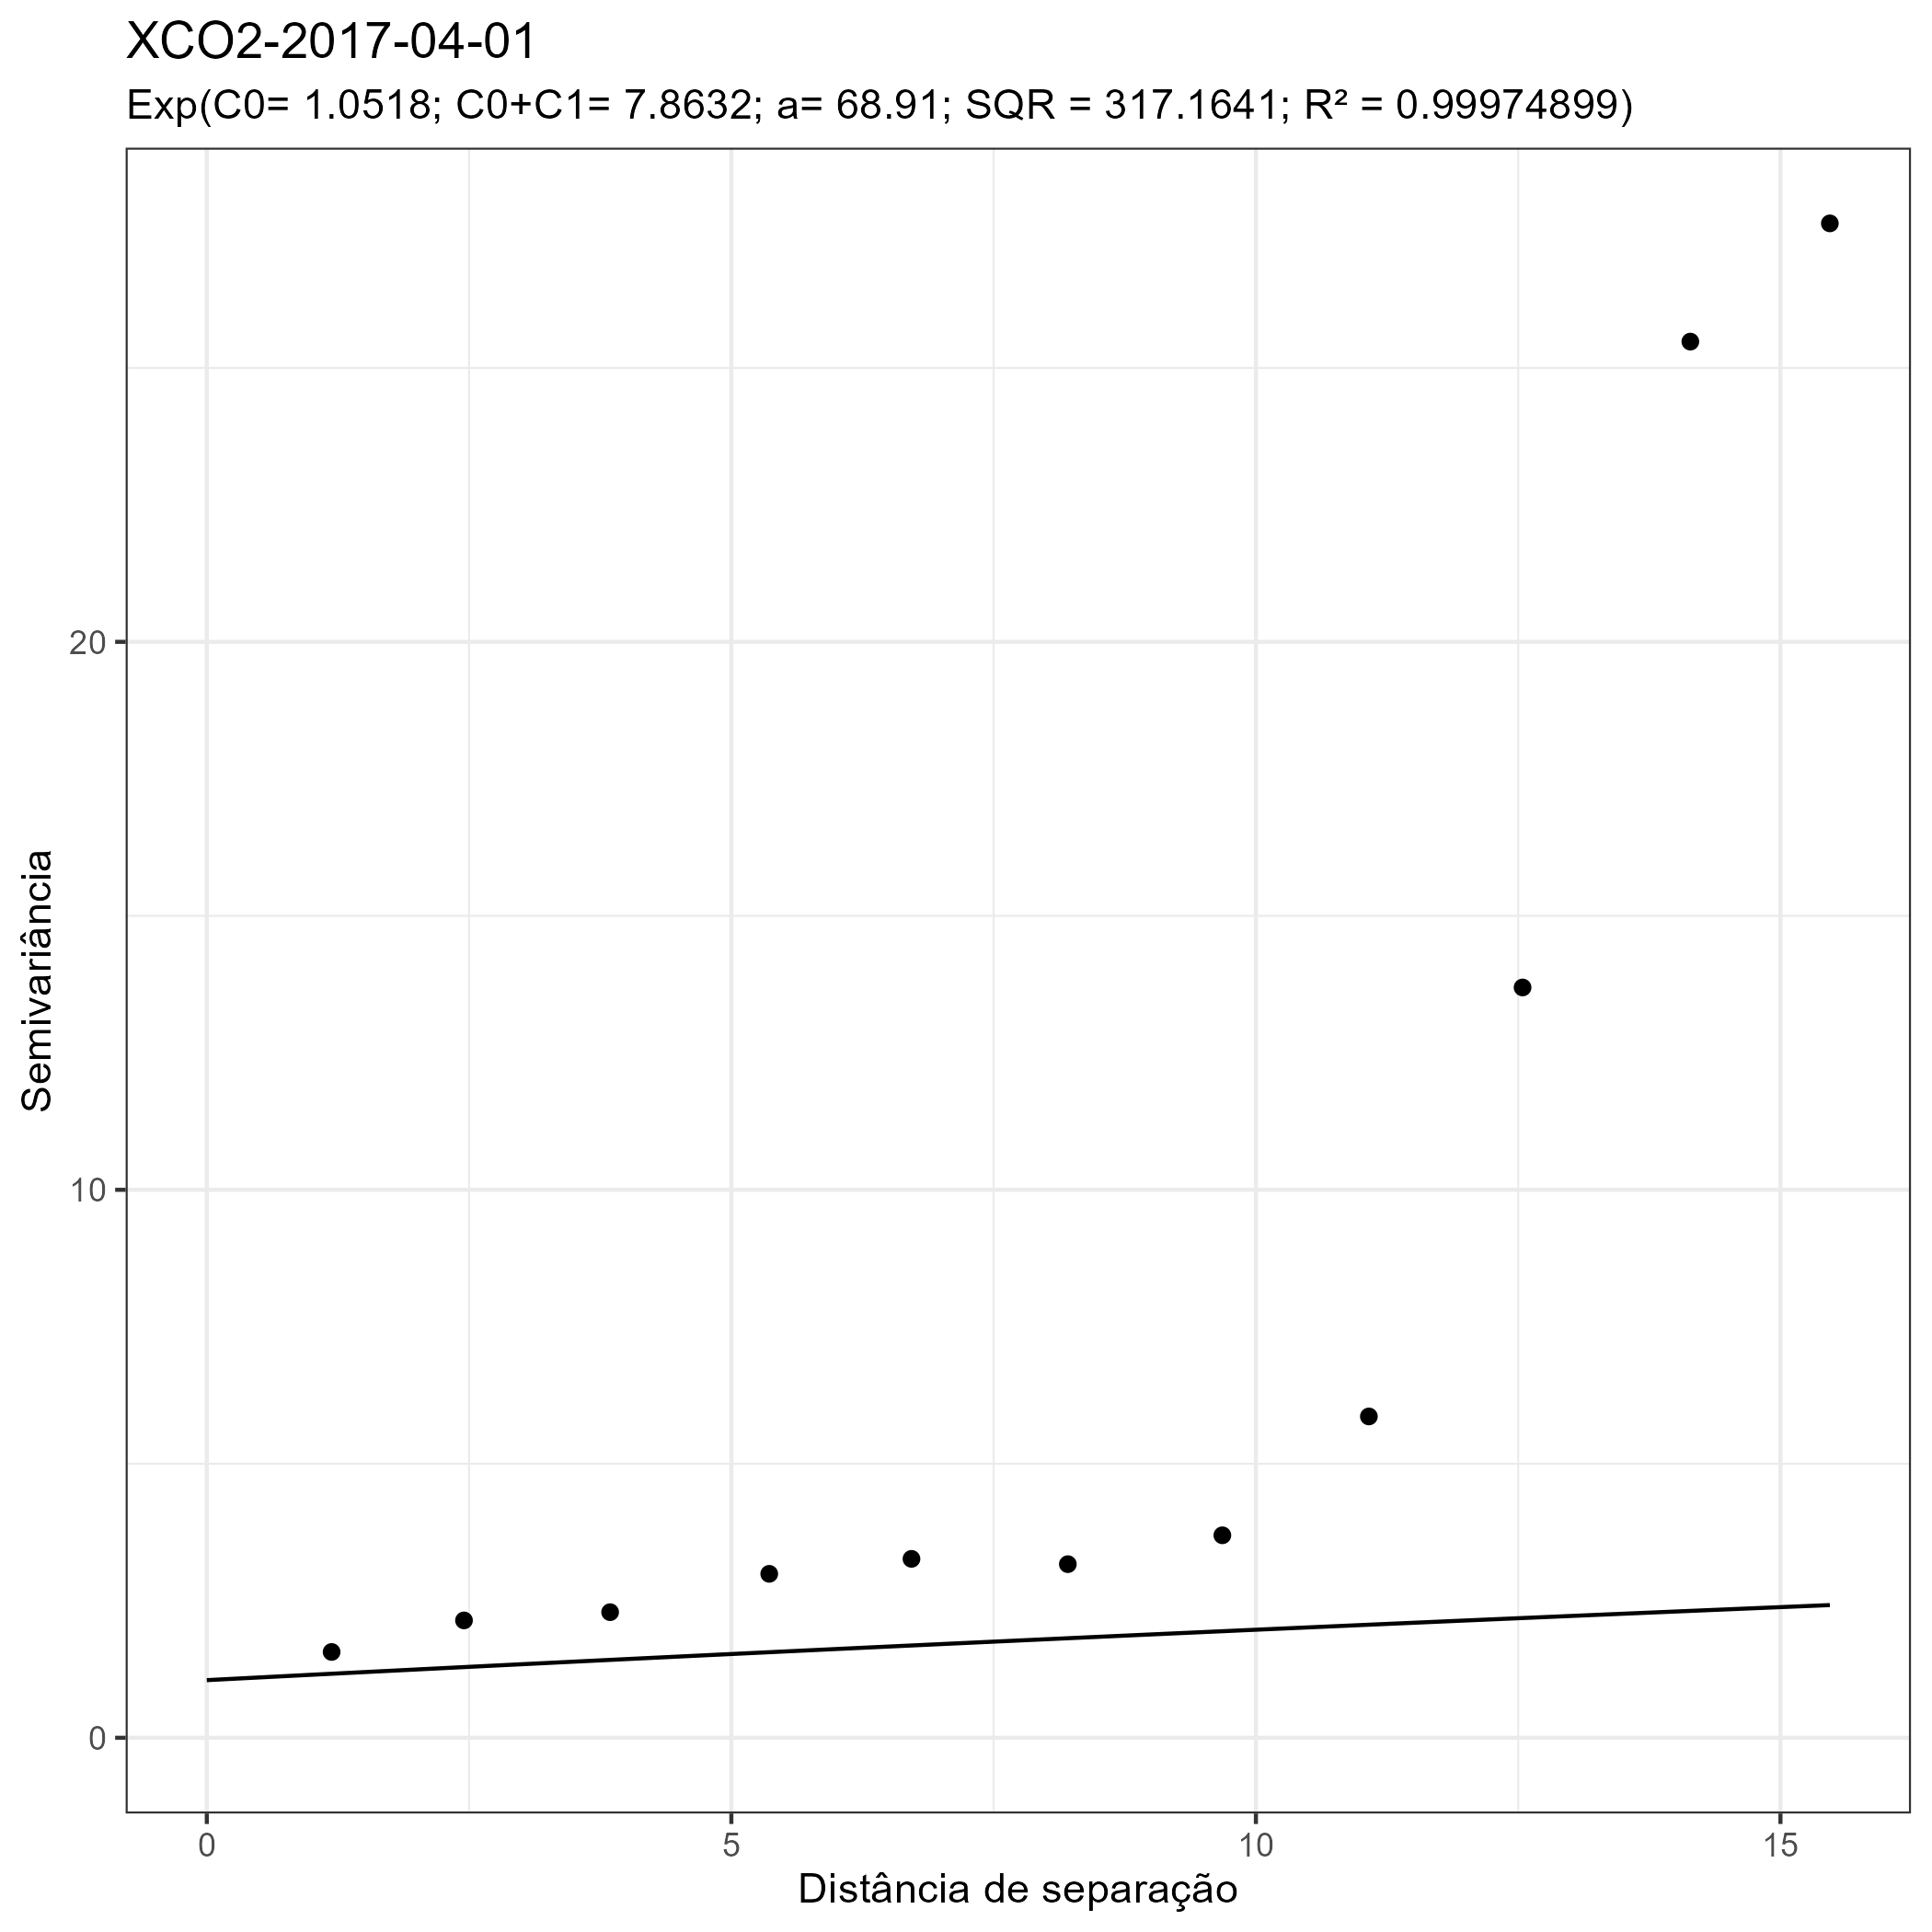 XCO2-2017-04-01
Exp(C0= 1.0518; C0+C1= 7.8632; a= 68.91; SQR = 317.1641; R² = 0.99974899)
Semivariância
20
10
0
0
5
10
15
Distância de separação